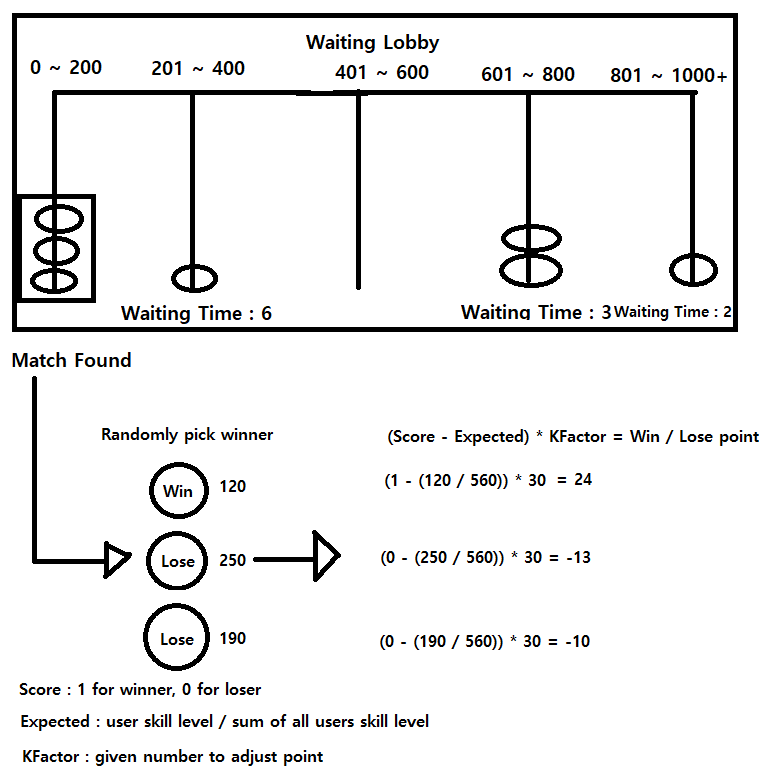 Waiting Lobby
0 ~ 200 201 ~ 400 401 ~ 600 601 ~ 800 801 ~ 1000+
Waiting Time : 6 Waiting Time : 3 Waiting Time : 2
Match Found
Randomly pick winner (Score - Expected) * KFactor = Win / Lose point
Win 120 (1 - (120 / 560)) * 30 = 24
Lose 250 (0 - (250 / 560)) * 30 = -13
Lose 190 (0 - (190 / 560)) * 30 = -10
Score : 1 for winner, 0 for loser
Expected : user skill level / sum of all users skill level
KFactor : given number to adjust point